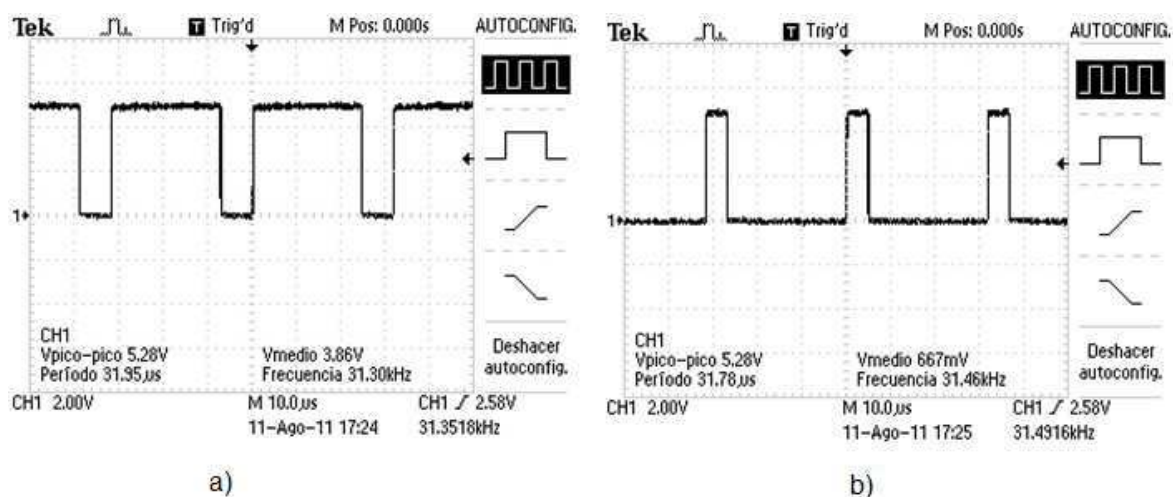 Tek T Trig'd M Pos: 0.000s AUTOCONFIG.
1
CH1
Vpico-pico 5.28V Vmedio 3.86V
Período 31.95µs Frecuencia 31.30kHz
Deshacer
autoconfig.
CH1 2.00V M 10.0µs CH1 2.58V
11-Ago-11 17:24 31.3518kHz
a)
Tek T Trig'd M Pos: 0.000s AUTOCONFIG.
1
CH1
Vpico-pico 5.28V Vmedio 667mV
Período 31.78µs Frecuencia 31.46kHz
Deshacer
autoconfig.
CH1 2.00V M 10.0µs CH1 2.58V
11-Ago-11 17:25 31.4916kHz
b)